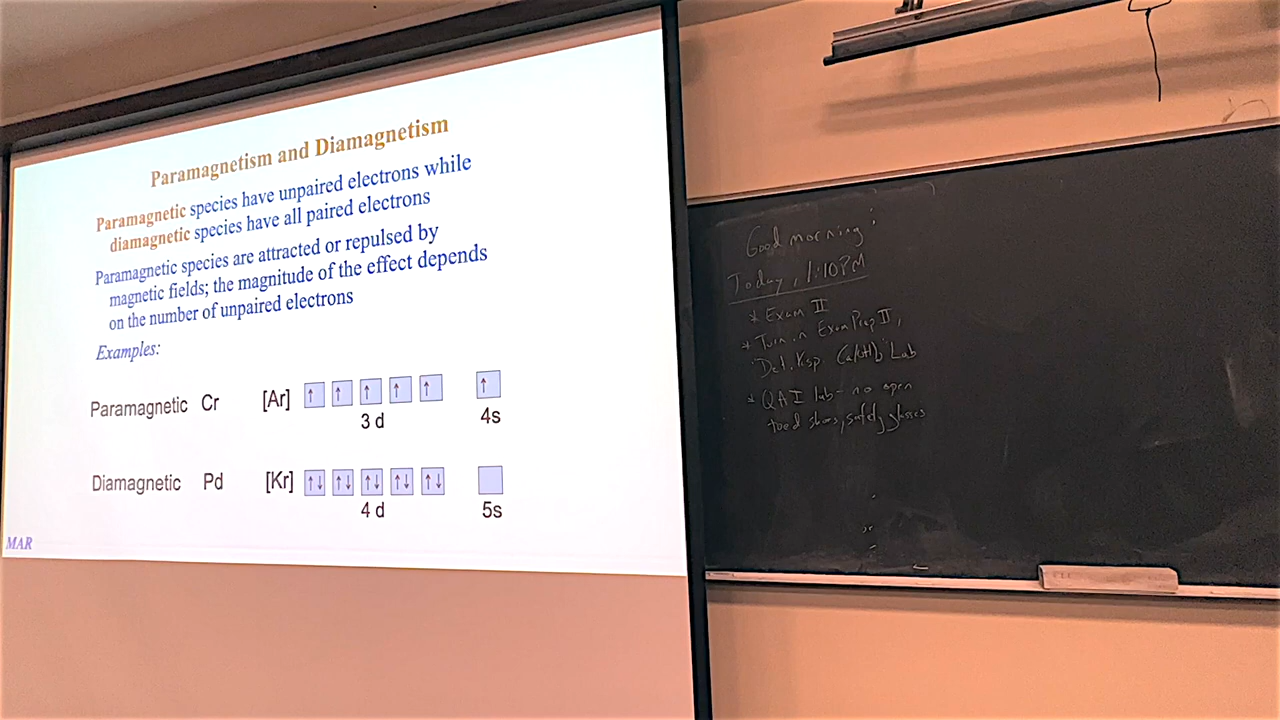 Paramagnetism and Diamagnetism
Paramagnetic species have unpaired electrons while
diamagnetic species have all paired electrons
Paramagnetic species are attracted or repulsed by
magnetic fields; the magnitude of the effect depends
on the number of unpaired electrons
Examples:
Paramagnetic Cr [Ar] ↑ ↑ ↑ ↑ ↑ ↑
3 d 4s
Diamagnetic Pd [Kr] ↑↓ ↑↓ ↑↓ ↑↓ ↑↓
4 d 5s
MAR
Good morning!
Today, 1:10PM
* Exam II
* Turn in Exam Prep II,
"Det. Ksp Ca(OH)₂" Lab
* QA I lab - no open
toed shoes, safety glasses